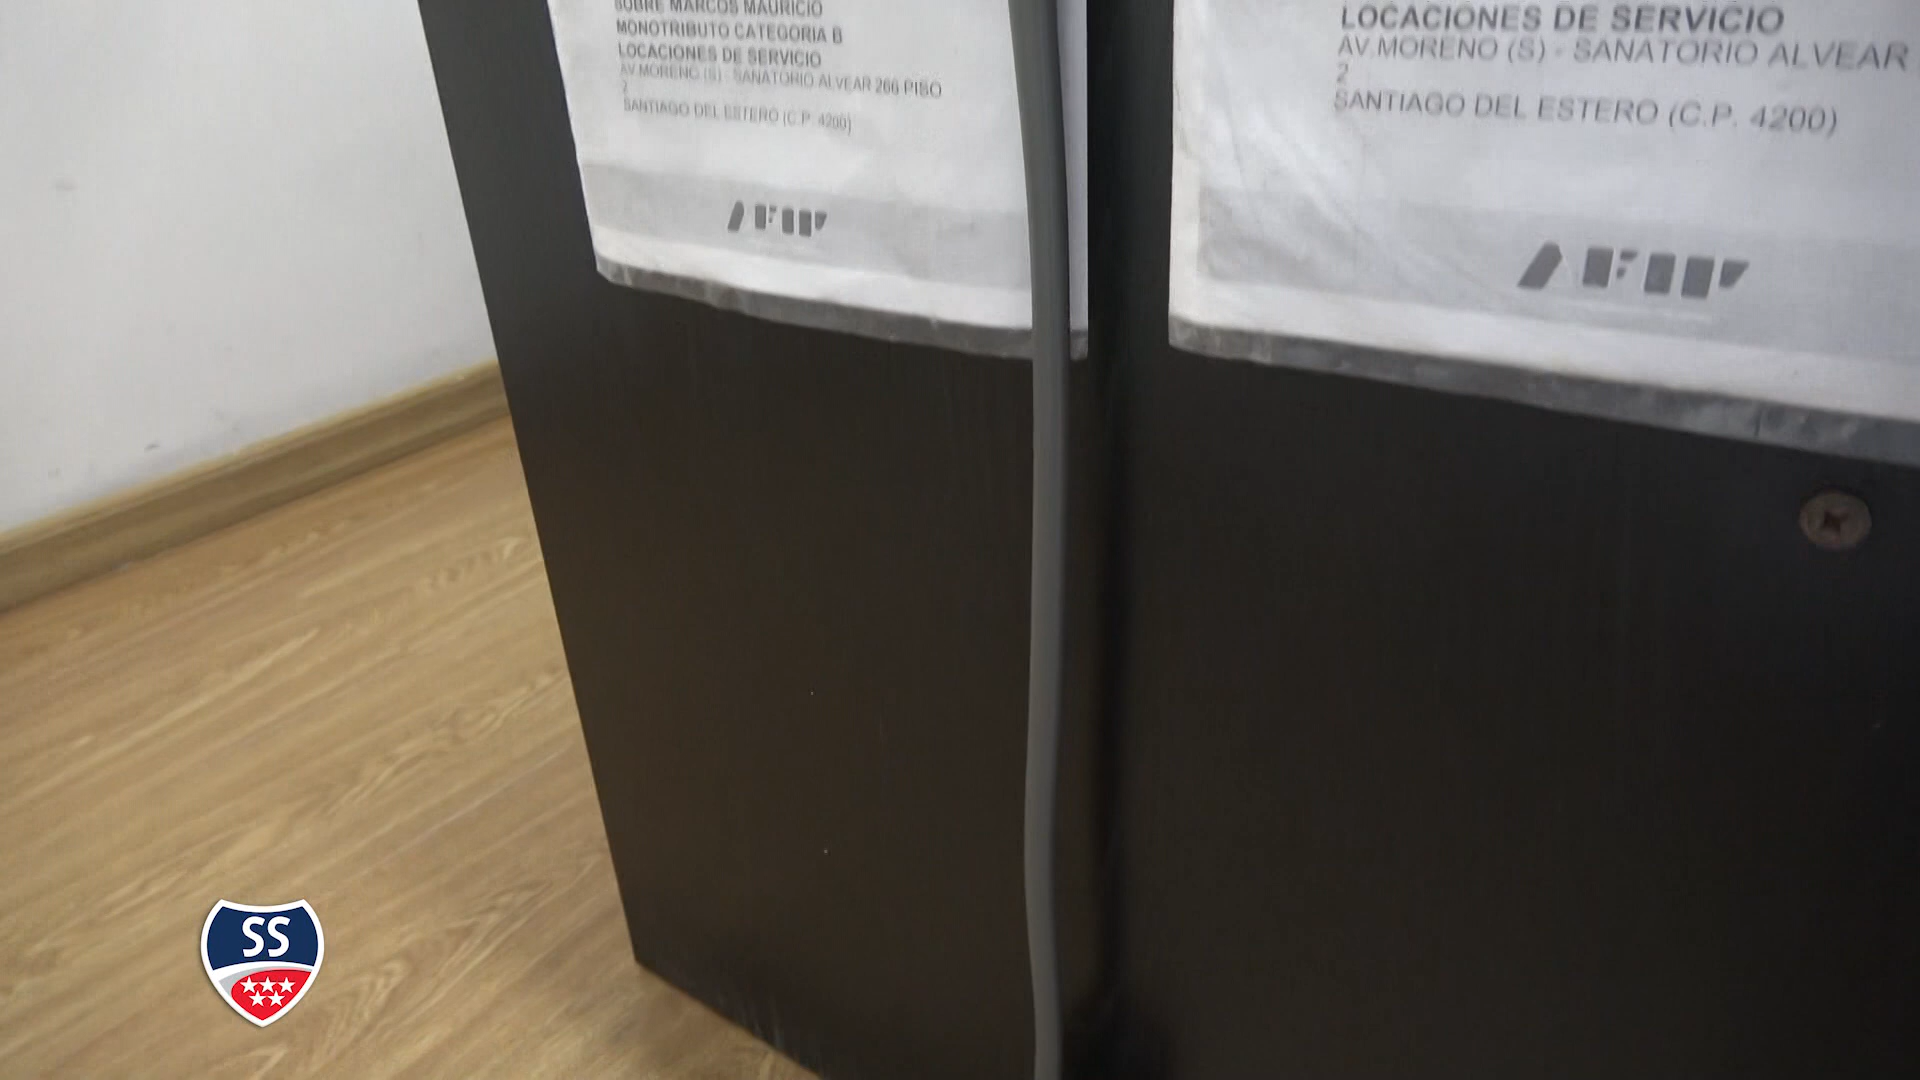 SOBRE MARCOS MAURICIO
MONOTRIBUTO CATEGORIA B
LOCACIONES DE SERVICIO
AV.MORENO (S) - SANATORIO ALVEAR 266 PISO
2
SANTIAGO DEL ESTERO (C.P. 4200)
AFIP
LOCACIONES DE SERVICIO
AV.MORENO (S) - SANATORIO ALVEAR
2
SANTIAGO DEL ESTERO (C.P. 4200)
AFIP
SS